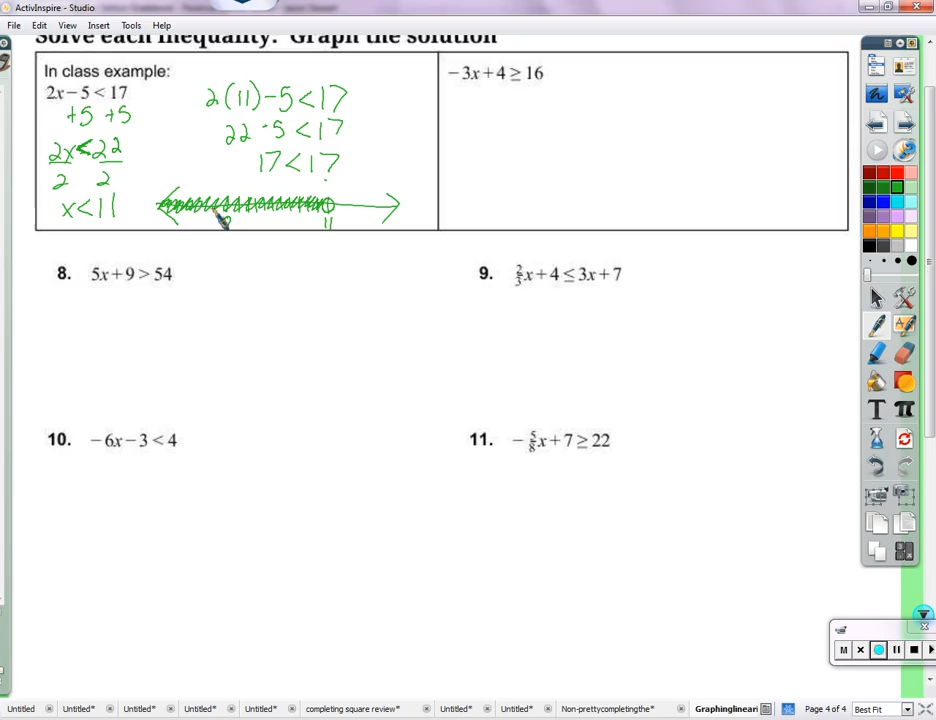 ActivInspire - Studio
File Edit View Insert Tools Help
Solve each inequality. Graph the solution
In class example:
2x − 5 < 17
+5 +5
2x < 22
2 2
x < 11
2(11) − 5 < 17
22 − 5 < 17
17 < 17
?
11
−3x + 4 ≥ 16
8. 5x + 9 > 54
9. 2/3x + 4 ≤ 3x + 7
10. −6x − 3 < 4
11. −5/8x + 7 ≥ 22
M
Untitled Untitled* Untitled* Untitled* Untitled* completing square review* Untitled* Untitled* Non-prettycompletingthe* Graphinglineari Page 4 of 4 Best Fit